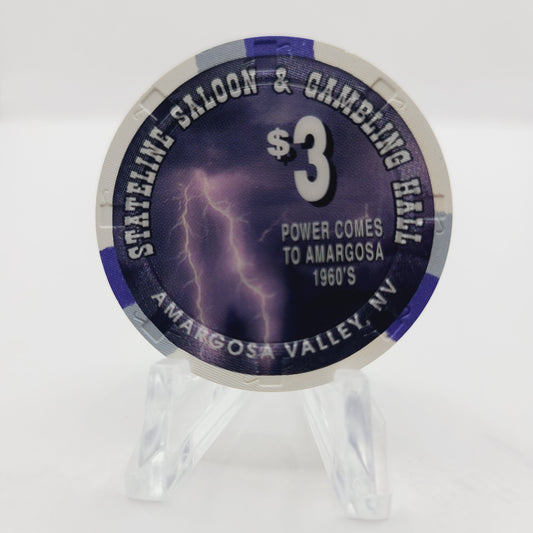 STATELINE SALOON & GAMBLING HALL
$3
POWER COMES
TO AMARGOSA
1960'S
AMARGOSA VALLEY, NV